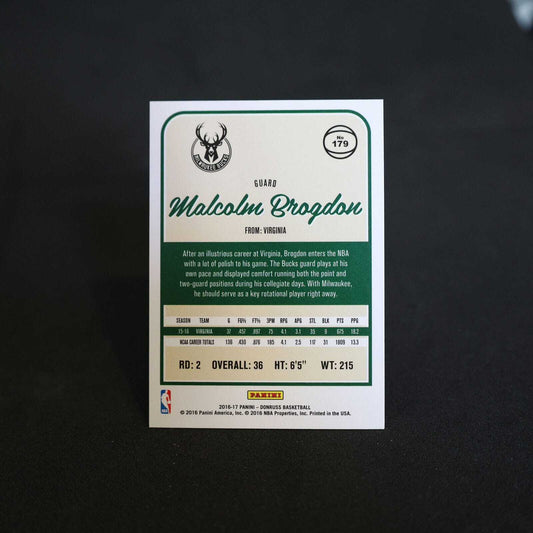 MILWAUKEE BUCKS
No
179
GUARD
Malcolm Brogdon
FROM: VIRGINIA
After an illustrious career at Virginia, Brogdon enters the NBA
with a lot of polish to his game. The Bucks guard plays at his
own pace and displayed comfort running both the point and
two-guard positions during his collegiate days. With Milwaukee,
he should serve as a key rotational player right away.
SEASON TEAM G FG% FT% 3PM RPG APG STL BLK PTS PPG
15-16 VIRGINIA 37 .457 .897 75 4.1 3.1 35 9 675 18.2
NCAA CAREER TOTALS 136 .430 .876 185 4.1 2.5 117 31 1809 13.3
RD: 2 OVERALL: 36 HT: 6'5" WT: 215
PANINI
NBA
2016-17 PANINI – DONRUSS BASKETBALL
© 2016 Panini America, Inc. © 2016 NBA Properties, Inc. Printed in the USA.